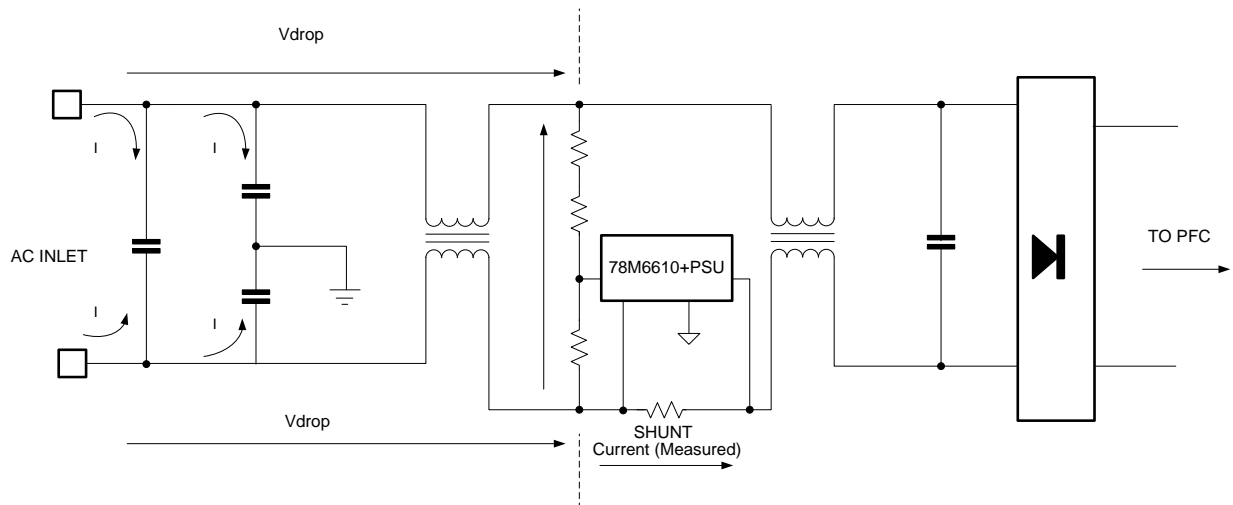 Vdrop
I
I
AC INLET
78M6610+PSU
TO PFC
I
I
Vdrop
SHUNT
Current (Measured)